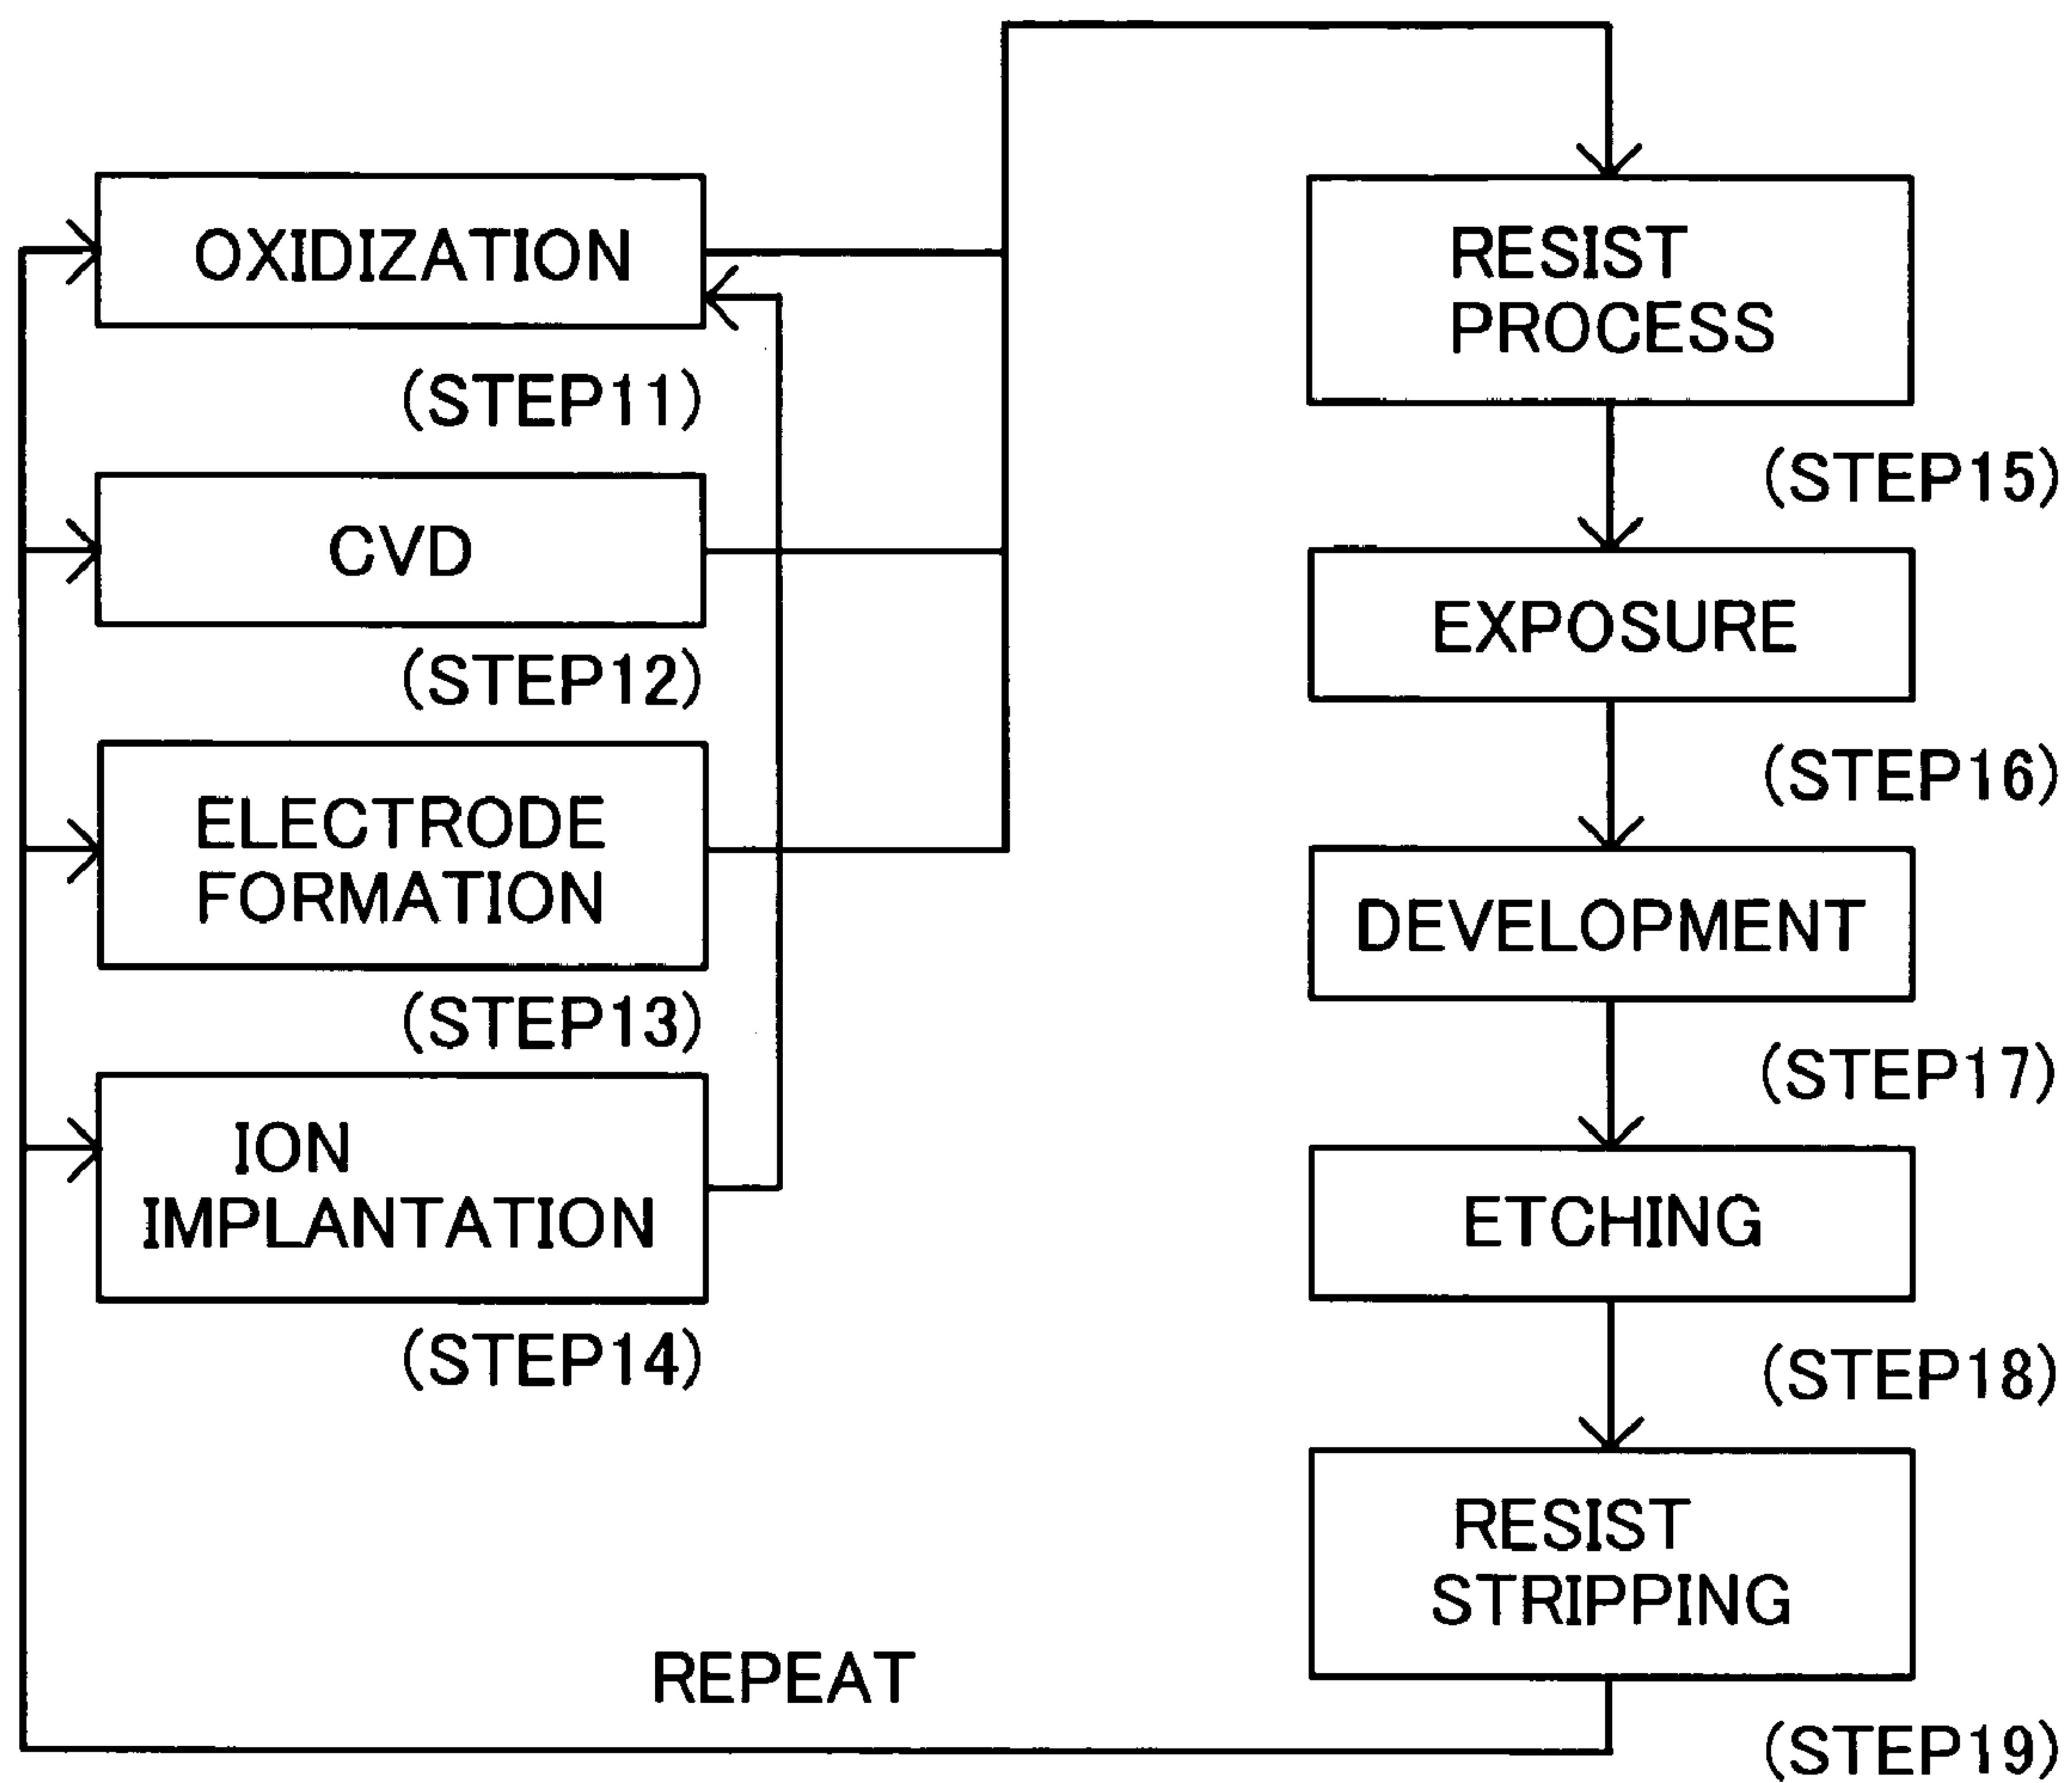 OXIDIZATION
(STEP11)
CVD
(STEP12)
ELECTRODE
FORMATION
(STEP13)
ION
IMPLANTATION
(STEP14)
RESIST
PROCESS
(STEP15)
EXPOSURE
(STEP16)
DEVELOPMENT
(STEP17)
ETCHING
(STEP18)
RESIST
STRIPPING
(STEP19)
REPEAT